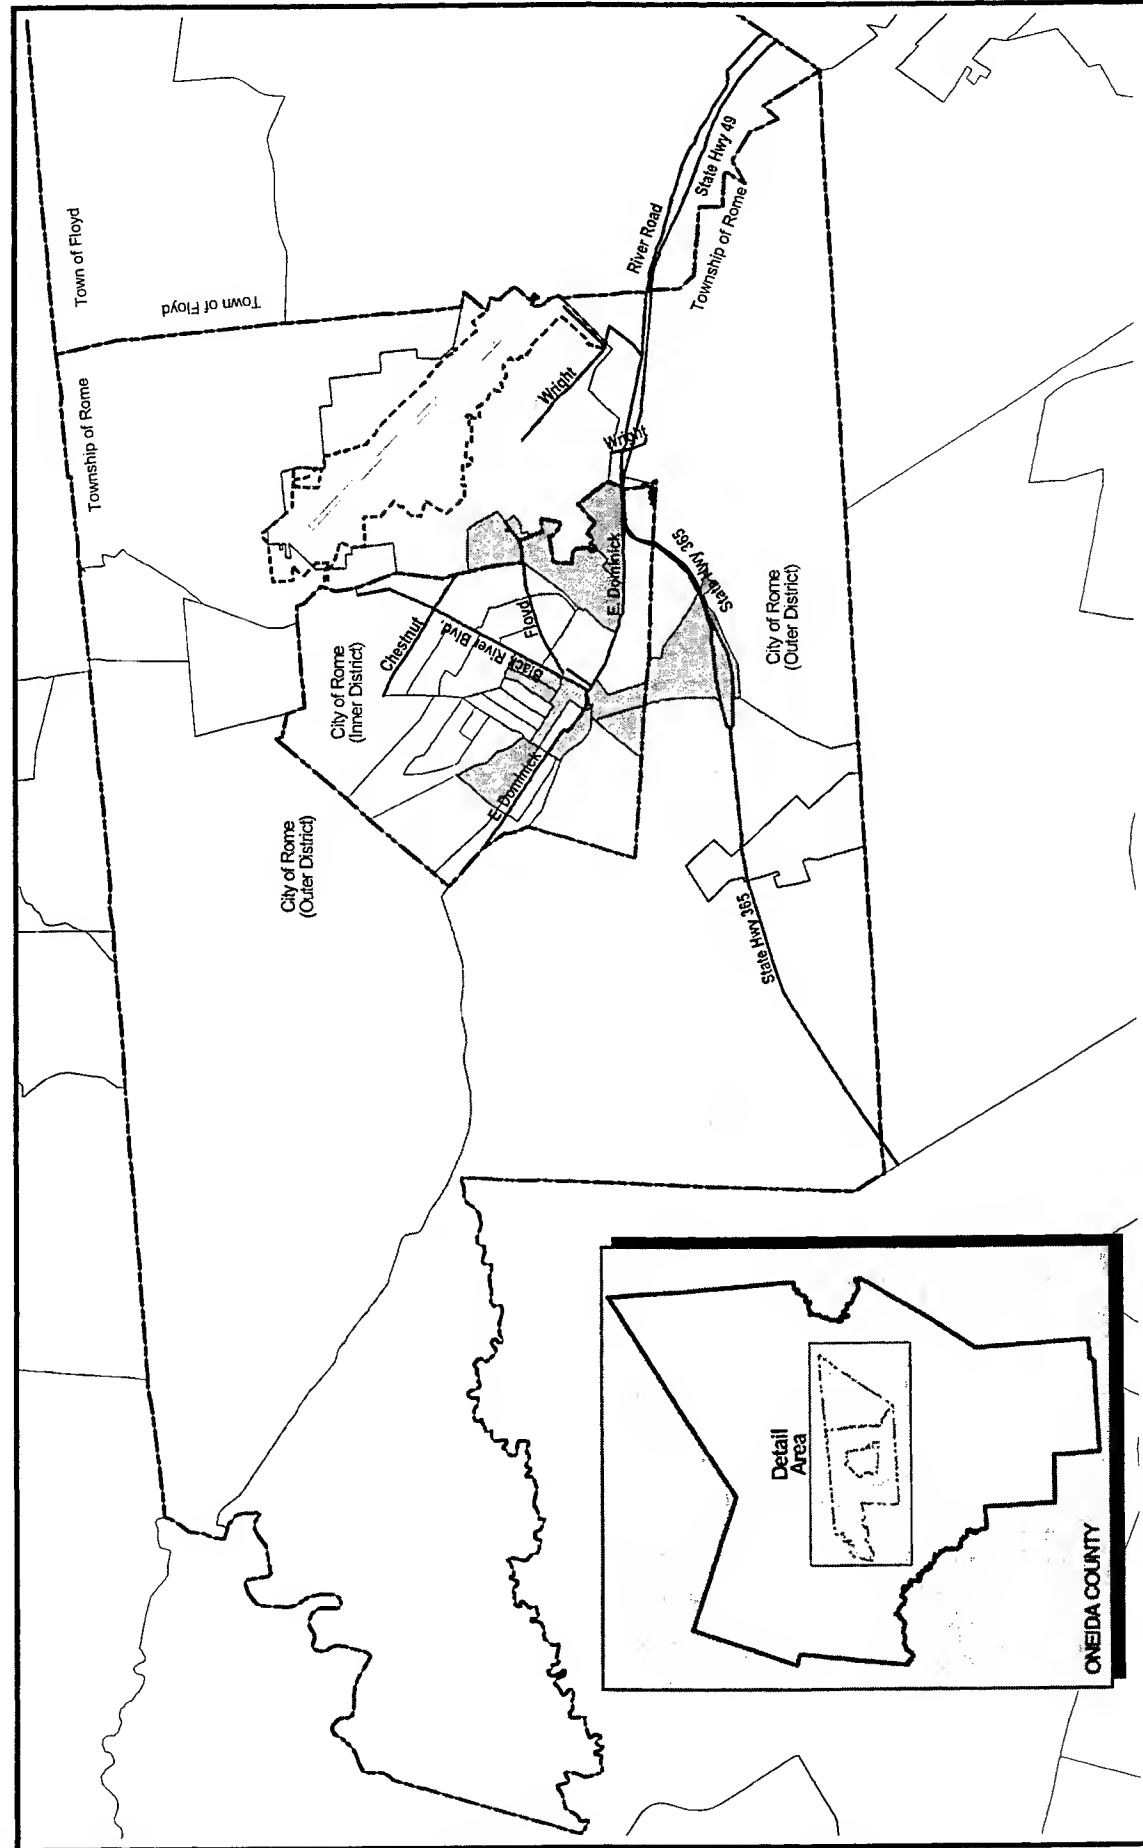 Town of Floyd
Town of Floyd
Township of Rome
River Road
State Hwy 49
Township of Rome
Wright
Wright
Chestnut
Black River Blvd.
Floyd
E. Dominick
State Hwy 365
City of Rome
(Inner District)
City of Rome
(Outer District)
City of Rome
(Outer District)
E. Dominick
State Hwy 365
Detail
Area
ONEIDA COUNTY